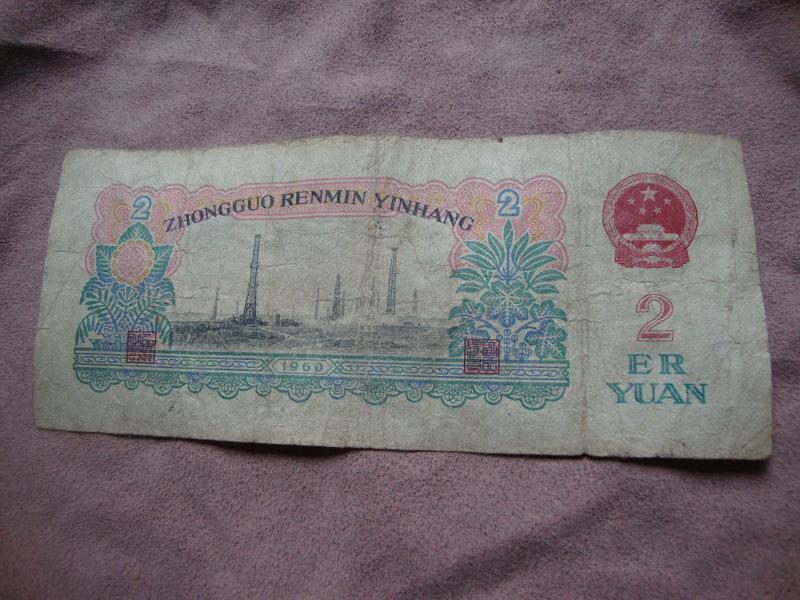 2
ZHONGGUO RENMIN YINHANG
2
1960
2
ER
YUAN